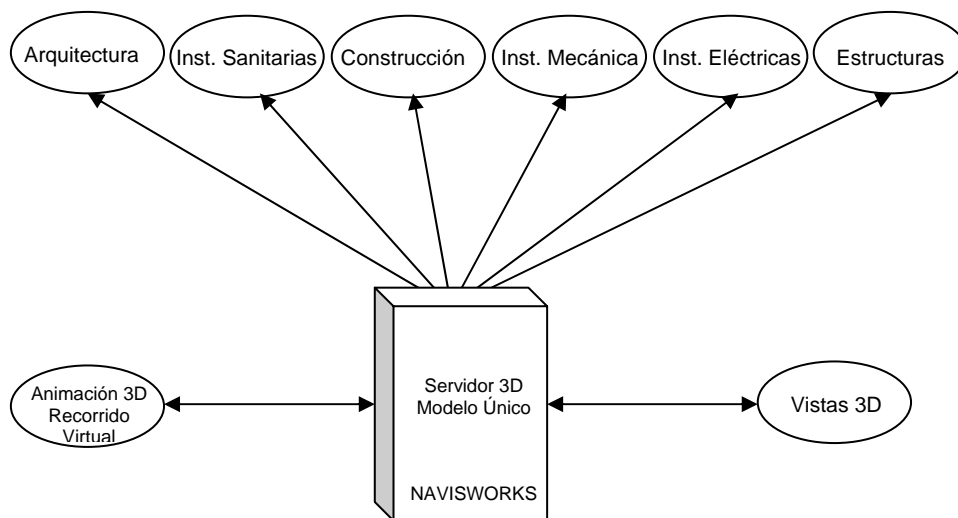 Arquitectura
Inst. Sanitarias
Construcción
Inst. Mecánica
Inst. Eléctricas
Estructuras
Animación 3D
Recorrido
Virtual
Servidor 3D
Modelo Único
NAVISWORKS
Vistas 3D